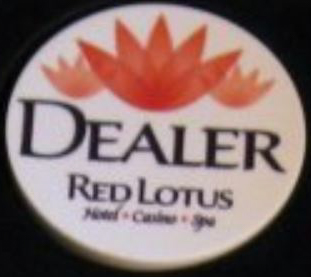 DEALER
RED LOTUS
Hotel • Casino • Spa